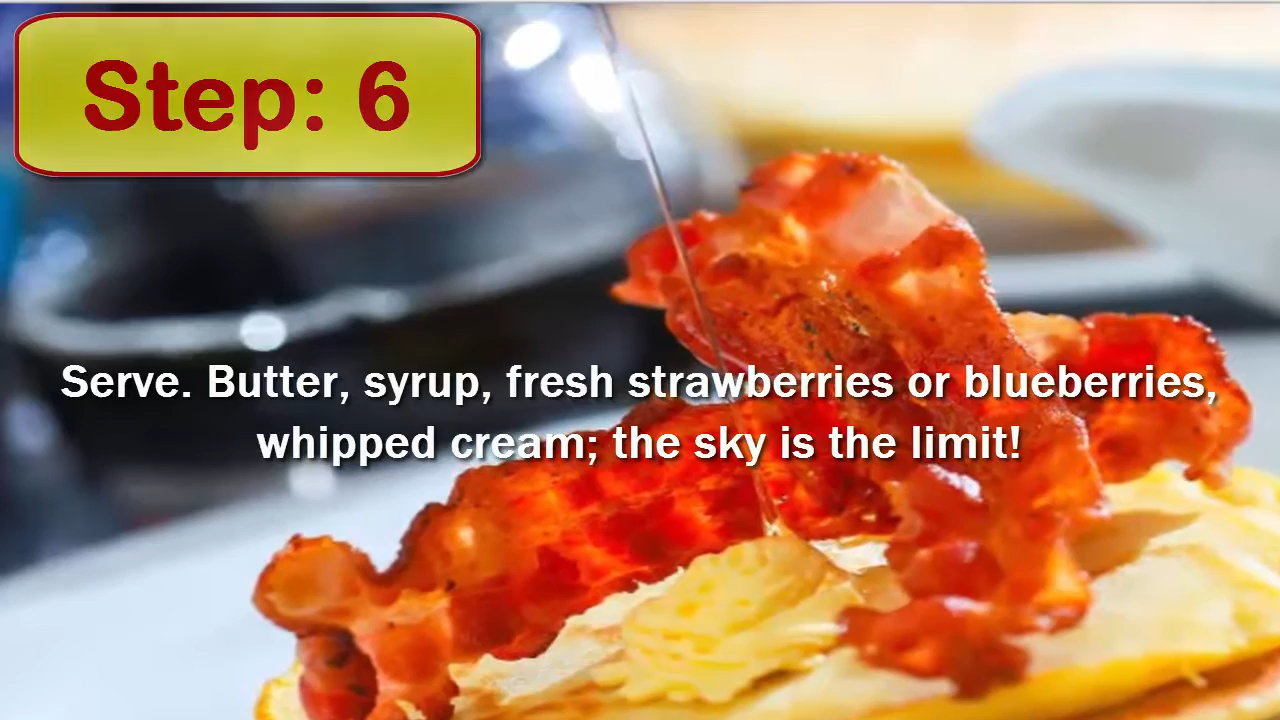 Step: 6
Serve. Butter, syrup, fresh strawberries or blueberries,
whipped cream; the sky is the limit!